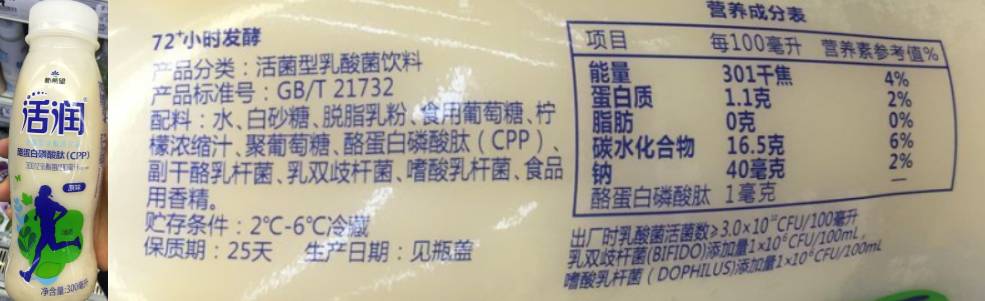 新希望
活润
酪蛋白磷酸肽(CPP)
原味
净含量:300毫升
72⁺小时发酵
产品分类：活菌型乳酸菌饮料
产品标准号：GB/T 21732
配料：水、白砂糖、脱脂乳粉、食用葡萄糖、柠
檬浓缩汁、聚葡萄糖、酪蛋白磷酸肽（CPP）、
副干酪乳杆菌、乳双歧杆菌、嗜酸乳杆菌、食品
用香精。
贮存条件：2℃-6℃冷藏
保质期：25天 生产日期：见瓶盖
营养成分表
项目 每100毫升 营养素参考值%
能量 301千焦 4%
蛋白质 1.1克 2%
脂肪 0克 0%
碳水化合物 16.5克 6%
钠 40毫克 2%
酪蛋白磷酸肽 1毫克 —
出厂时乳酸菌活菌数≥3.0×10¹⁰CFU/100毫升
乳双歧杆菌(BIFIDO)添加量1×10⁶CFU/100mL,
嗜酸乳杆菌（DOPHILUS)添加量1×10⁶CFU/100mL